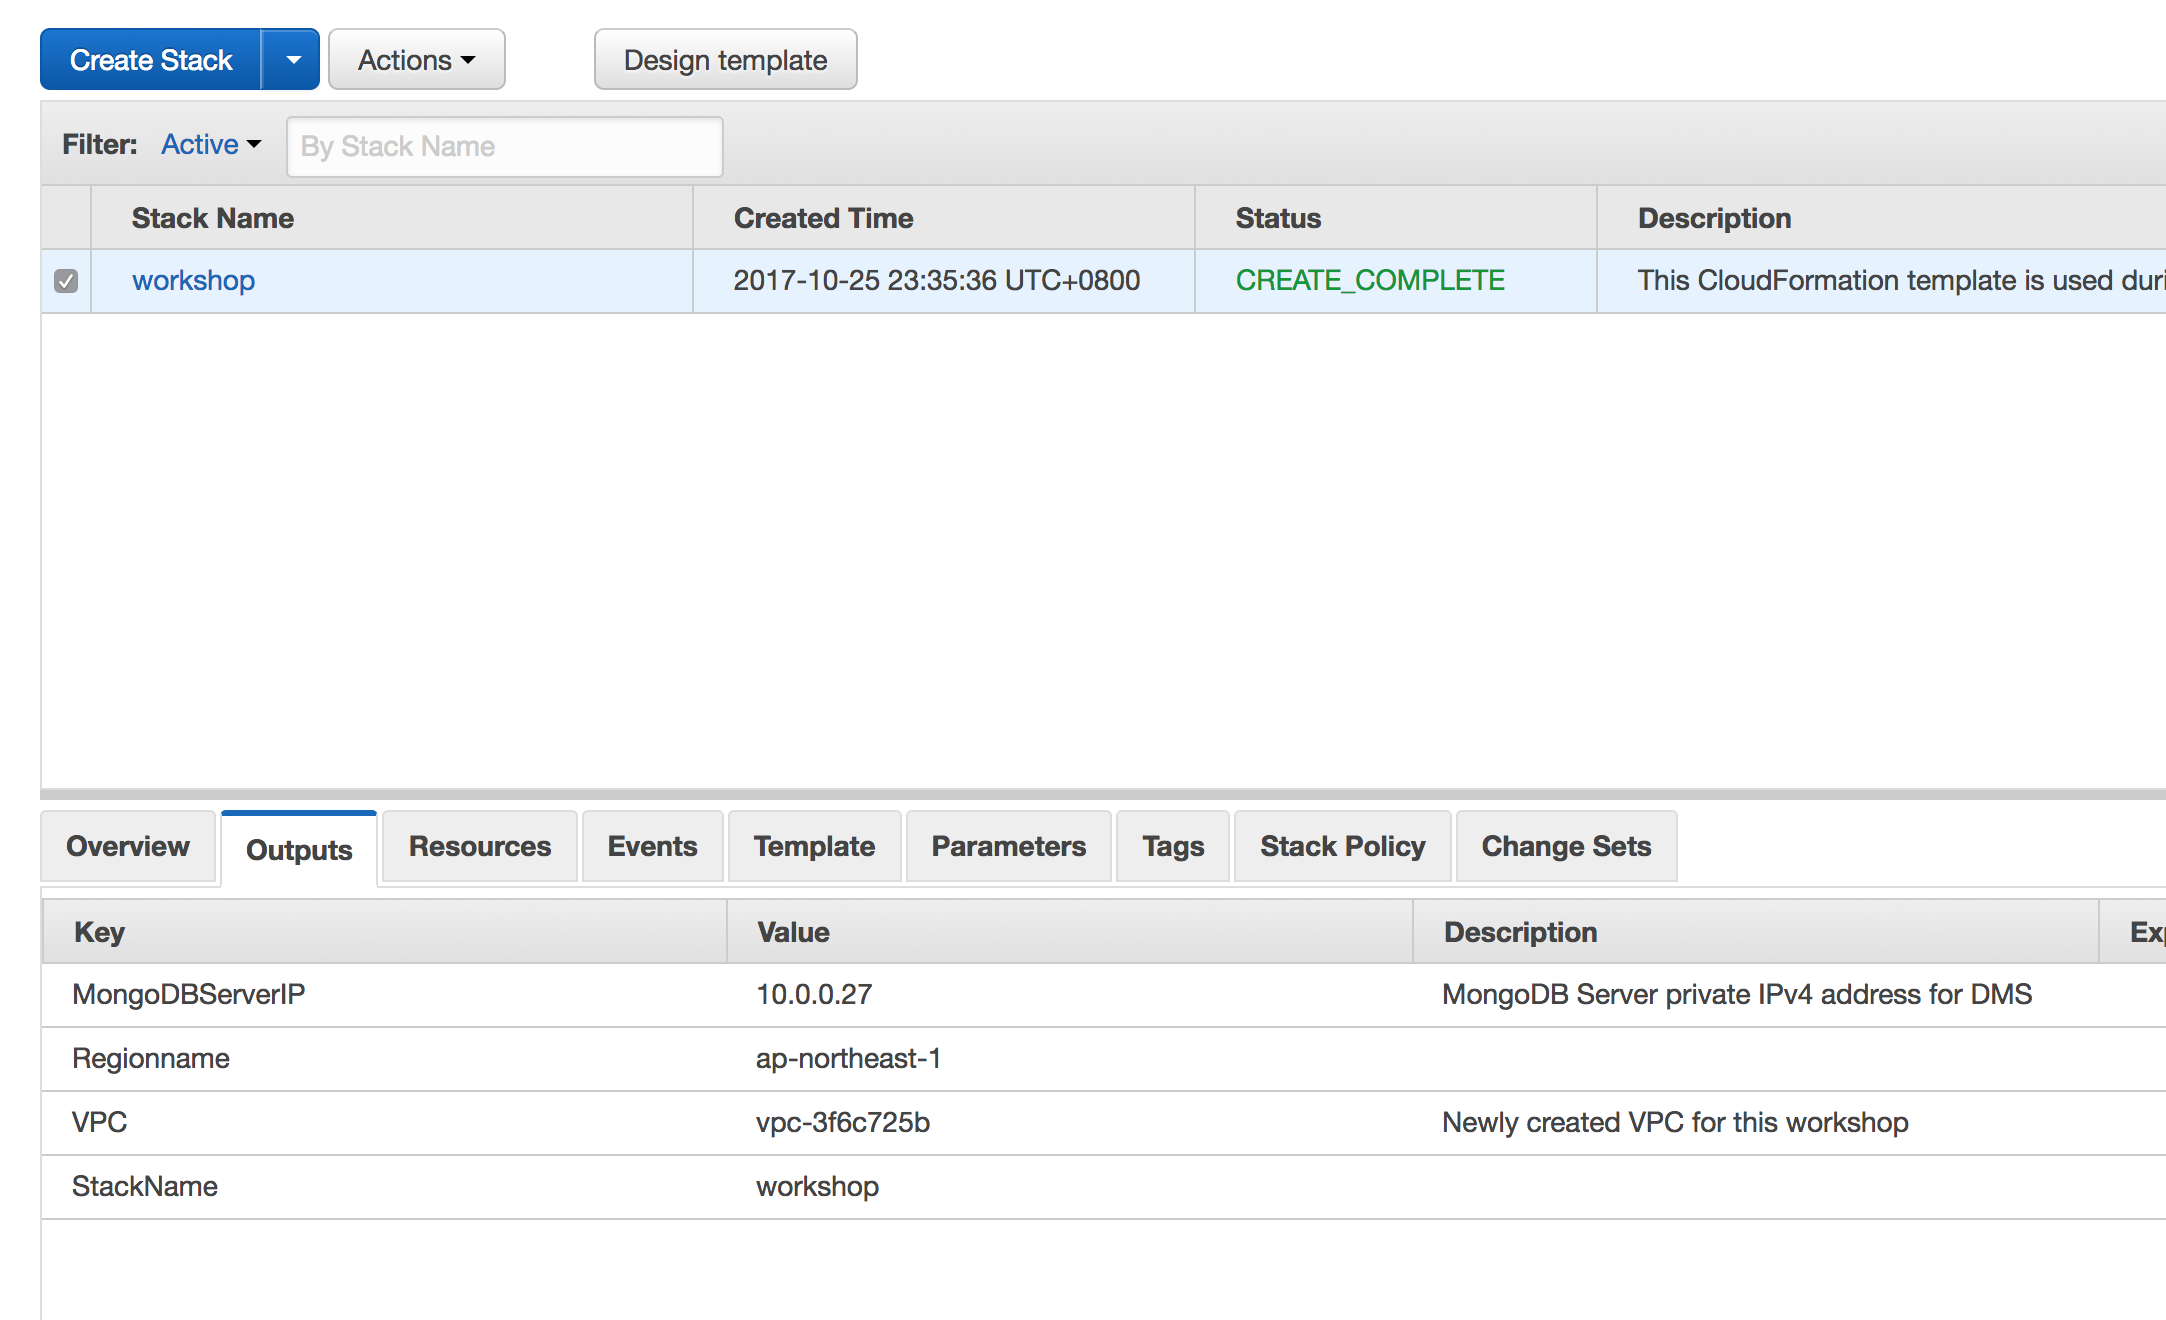 Create Stack Actions Design template
Filter: Active By Stack Name
Stack Name Created Time Status Description
workshop 2017-10-25 23:35:36 UTC+0800 CREATE_COMPLETE This CloudFormation template is used duri
Overview Outputs Resources Events Template Parameters Tags Stack Policy Change Sets
Key Value Description Exp
MongoDBServerIP 10.0.0.27 MongoDB Server private IPv4 address for DMS
Regionname ap-northeast-1
VPC vpc-3f6c725b Newly created VPC for this workshop
StackName workshop